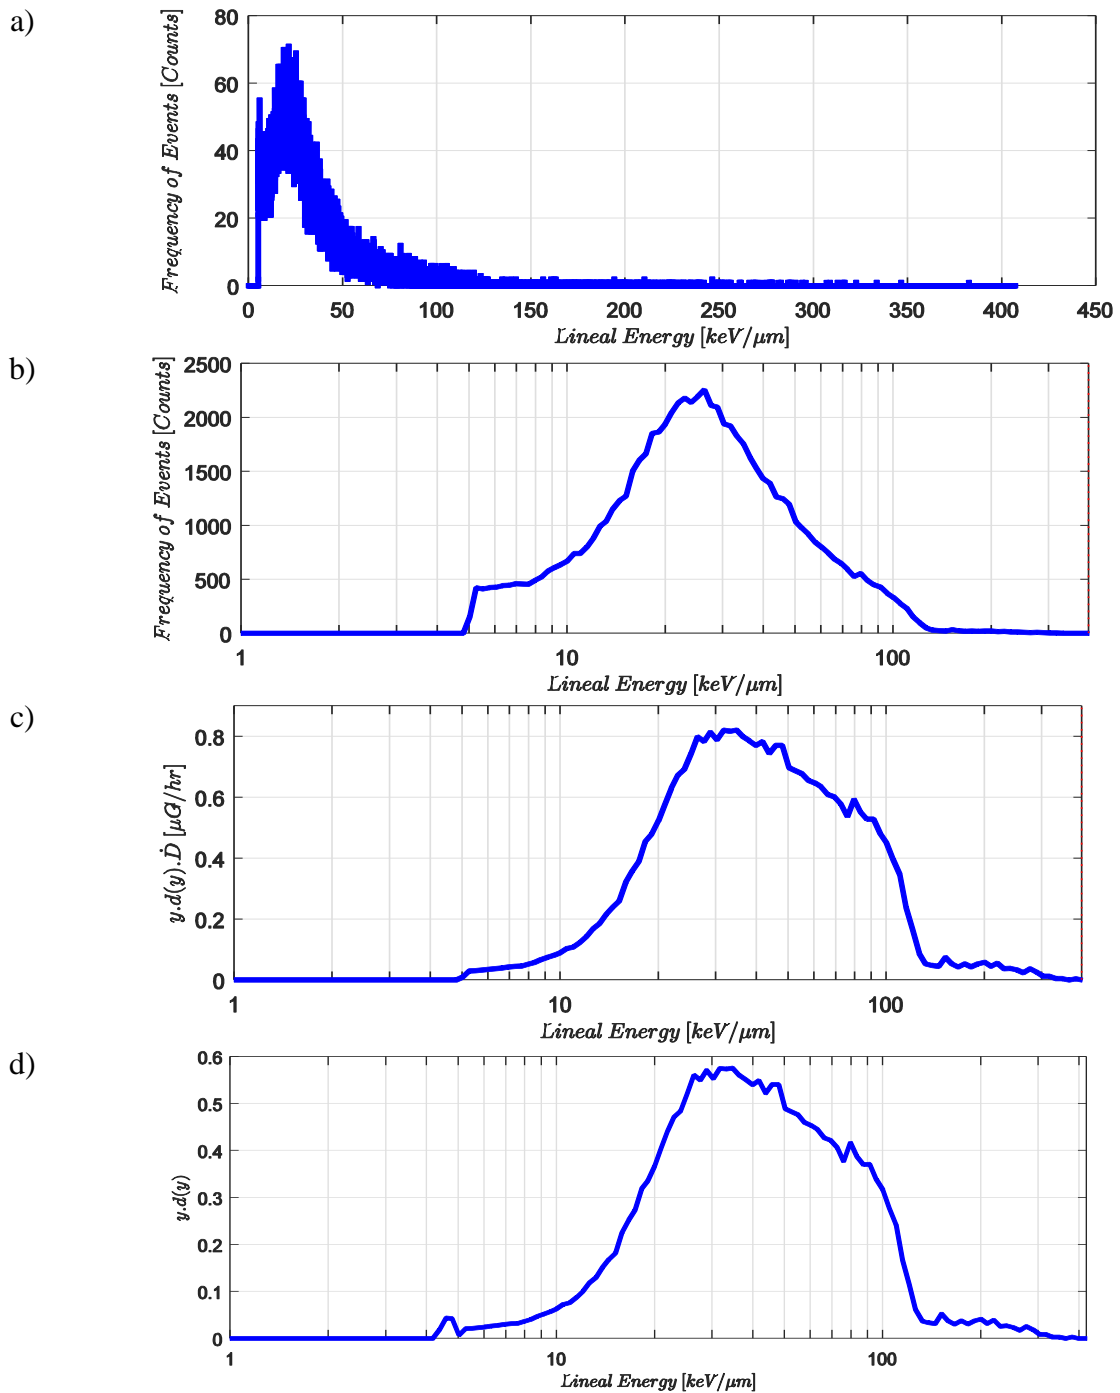 a)
Frequency of Events [Counts]
80
60
40
20
0
0 50 100 150 200 250 300 350 400 450
Lineal Energy [keV/μm]
b)
Frequency of Events [Counts]
2500
2000
1500
1000
500
0
1 10 100
Lineal Energy [keV/μm]
c)
y.d(y).Ḋ [μG/hr]
0.8
0.6
0.4
0.2
0
1 10 100
Lineal Energy [keV/μm]
d)
y.d(y)
0.6
0.5
0.4
0.3
0.2
0.1
0
1 10 100
Lineal Energy [keV/μm]